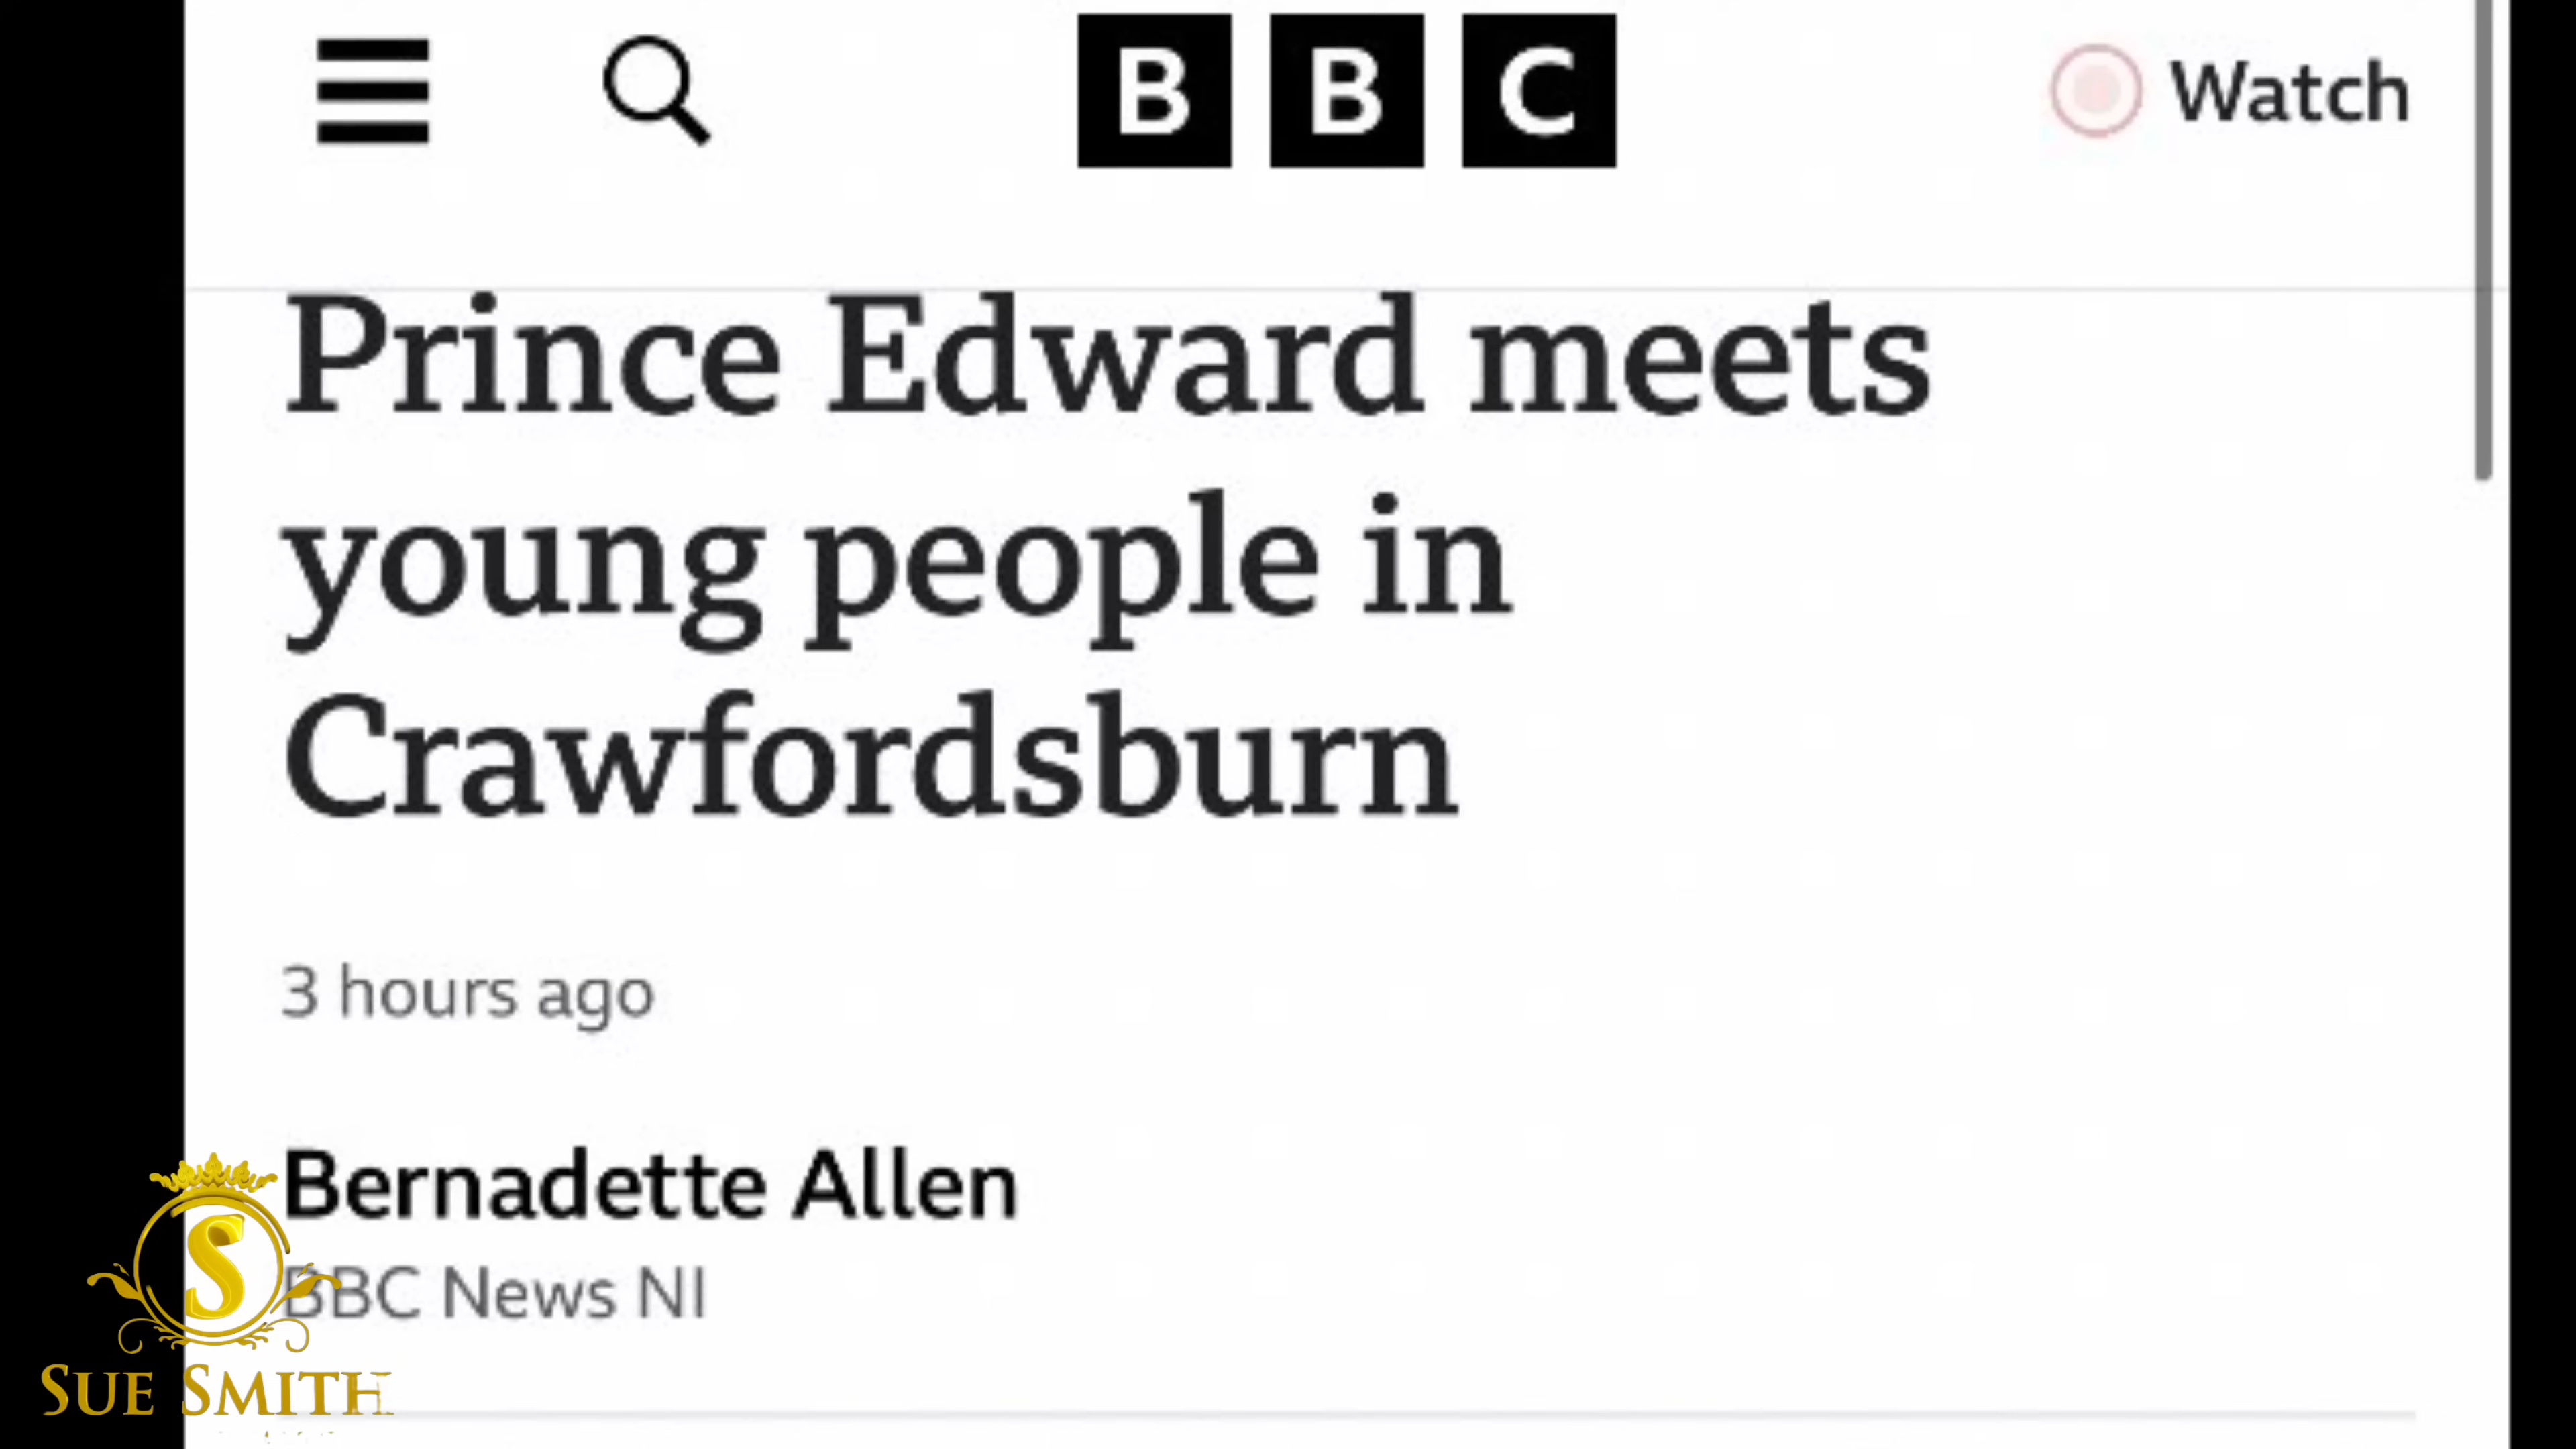 BBC
Watch
Prince Edward meets
young people in
Crawfordsburn
3 hours ago
Bernadette Allen
BBC News NI
S
SUE SMITH